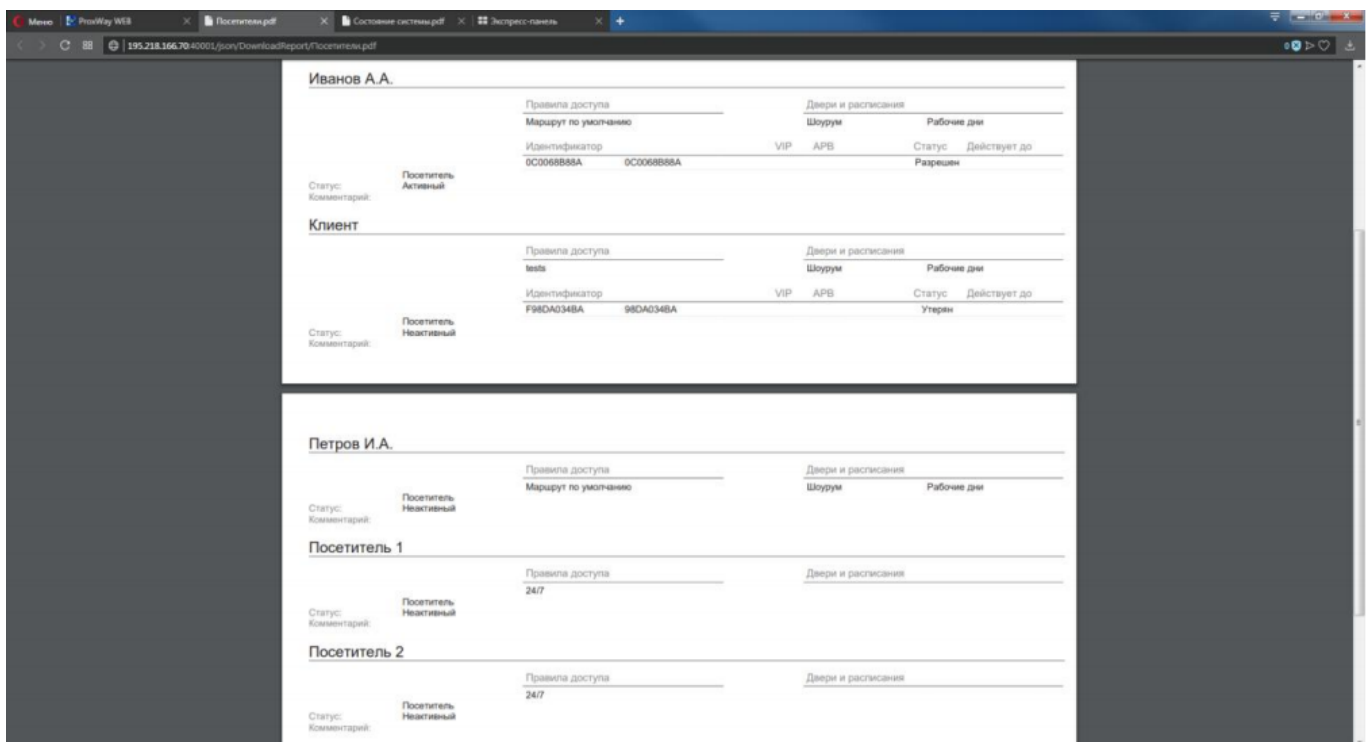 Меню ProxWay WEB Посетители.pdf Состояние системы.pdf Экспресс-панель
195.218.166.70:40001/json/DownloadReport/Посетители.pdf
Иванов А.А.
Правила доступа Двери и расписания
Маршрут по умолчанию Шоурум Рабочие дни
Идентификатор VIP APB Статус Действует до
0C0068B88A 0C0068B88A Разрешен
Посетитель
Статус: Активный
Комментарий:
Клиент
Правила доступа Двери и расписания
tests Шоурум Рабочие дни
Идентификатор VIP APB Статус Действует до
F98DA034BA 98DA034BA Утерян
Посетитель
Статус: Неактивный
Комментарий:
Петров И.А.
Правила доступа Двери и расписания
Маршрут по умолчанию Шоурум Рабочие дни
Посетитель
Статус: Неактивный
Комментарий:
Посетитель 1
Правила доступа Двери и расписания
24/7
Посетитель
Статус: Неактивный
Комментарий:
Посетитель 2
Правила доступа Двери и расписания
24/7
Посетитель
Статус: Неактивный
Комментарий: